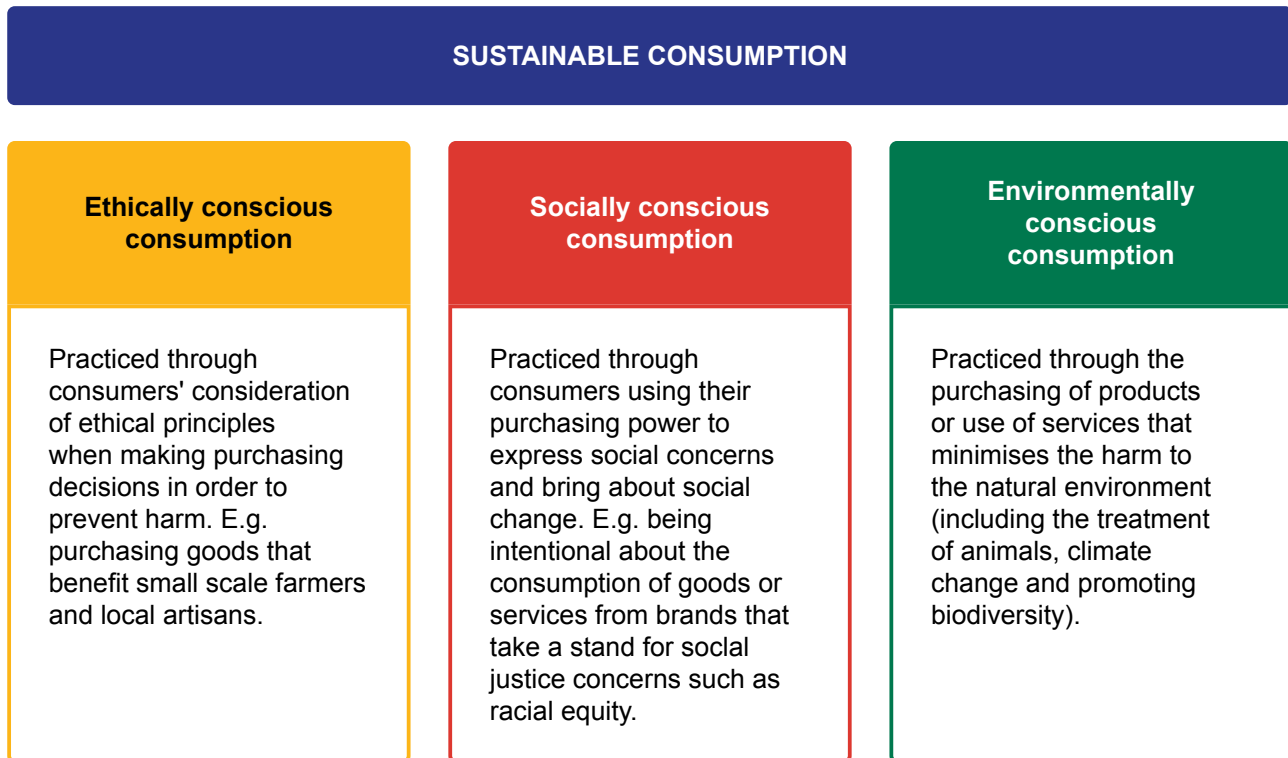 SUSTAINABLE CONSUMPTION
Ethically conscious
consumption
Practiced through
consumers' consideration
of ethical principles
when making purchasing
decisions in order to
prevent harm. E.g.
purchasing goods that
benefit small scale farmers
and local artisans.
Socially conscious
consumption
Practiced through
consumers using their
purchasing power to
express social concerns
and bring about social
change. E.g. being
intentional about the
consumption of goods or
services from brands that
take a stand for soclal
justice concerns such as
racial equity.
Environmentally
conscious
consumption
Practiced through the
purchasing of products
or use of services that
minimises the harm to
the natural environment
(including the treatment
of animals, climate
change and promoting
biodiversity).